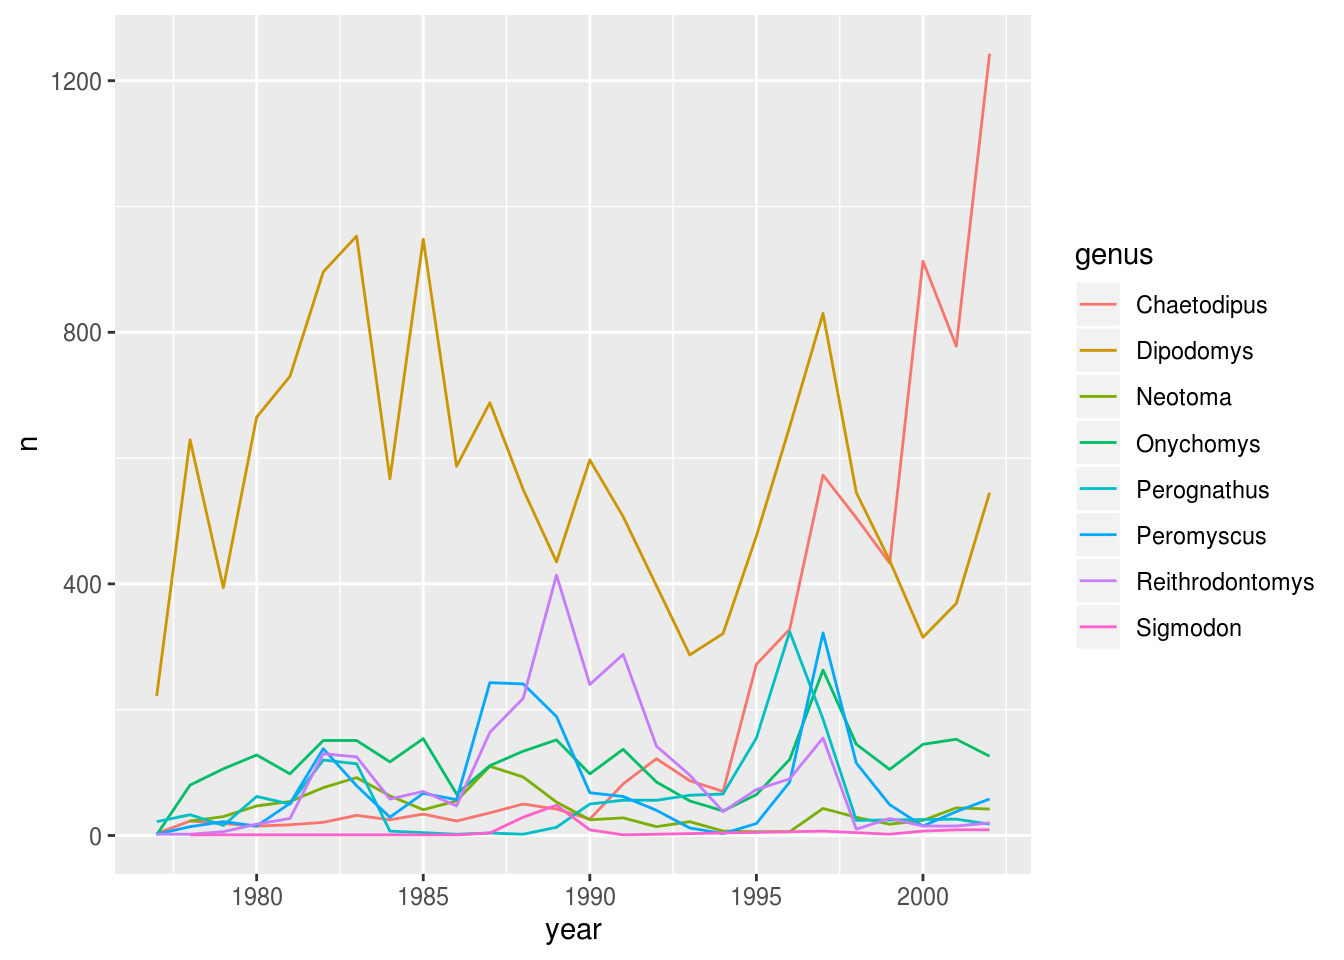 1200
800
400
0
n
1980 1985 1990 1995 2000
year
genus
Chaetodipus
Dipodomys
Neotoma
Onychomys
Perognathus
Peromyscus
Reithrodontomys
Sigmodon